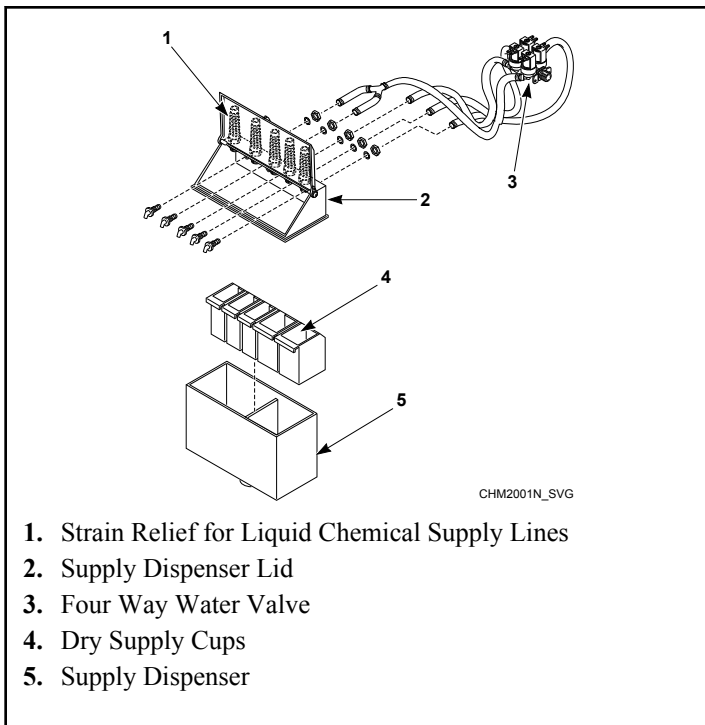 1
2
3
4
5
CHM2001N_SVG
1. Strain Relief for Liquid Chemical Supply Lines
2. Supply Dispenser Lid
3. Four Way Water Valve
4. Dry Supply Cups
5. Supply Dispenser